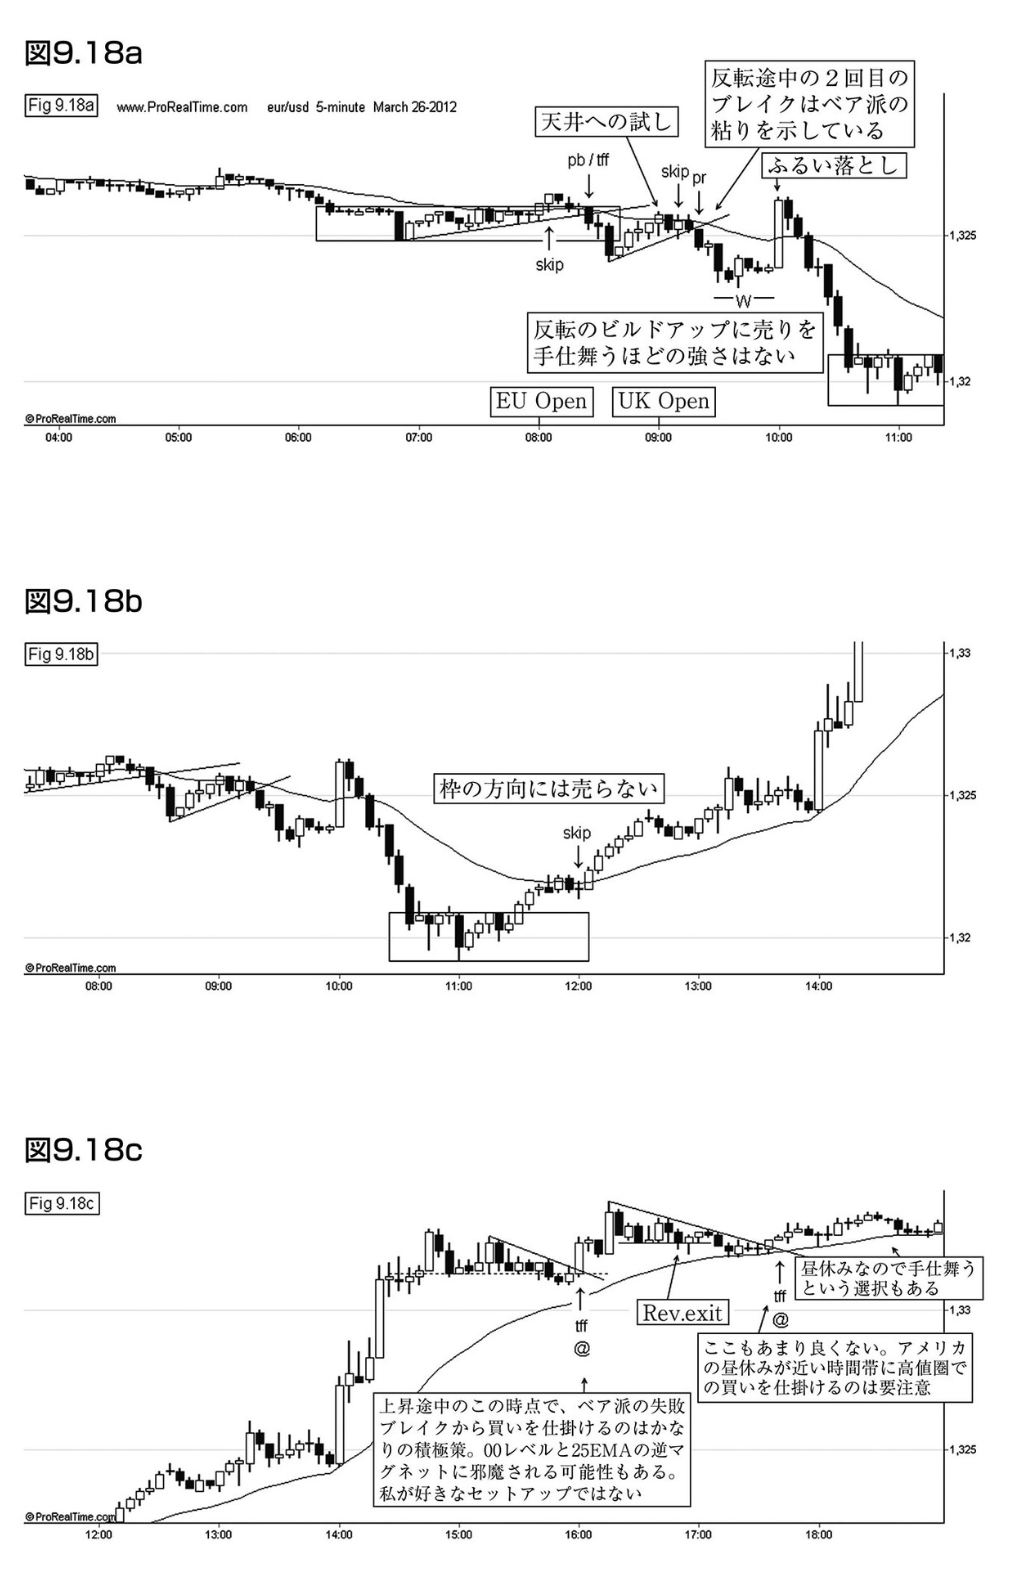 図9.18a
Fig 9.18a www.ProRealTime.com eur/usd 5-minute March 26-2012
反転途中の２回目の
ブレイクはベア派の
粘りを示している
天井への試し
ふるい落とし
pb / tff
skip pr
skip
1,325
W
反転のビルドアップに売りを
手仕舞うほどの強さはない
1,32
EU Open UK Open
©ProRealTime.com
04:00 05:00 06:00 07:00 08:00 09:00 10:00 11:00
図9.18b
Fig 9.18b
1,33
枠の方向には売らない
1,325
skip
1,32
©ProRealTime.com
08:00 09:00 10:00 11:00 12:00 13:00 14:00
図9.18c
Fig 9.18c
昼休みなので手仕舞う
という選択もある
tff
@
Rev.exit
1,33
tff
@
ここもあまり良くない。アメリカ
の昼休みが近い時間帯に高値圏で
の買いを仕掛けるのは要注意
上昇途中のこの時点で、ベア派の失敗
ブレイクから買いを仕掛けるのはかな
りの積極策。00レベルと25EMAの逆マ
グネットに邪魔される可能性もある。
私が好きなセットアップではない
1,325
©ProRealTime.com
12:00 13:00 14:00 15:00 16:00 17:00 18:00